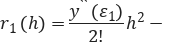 r₁(h) = y``(ε₁)/2! h² −